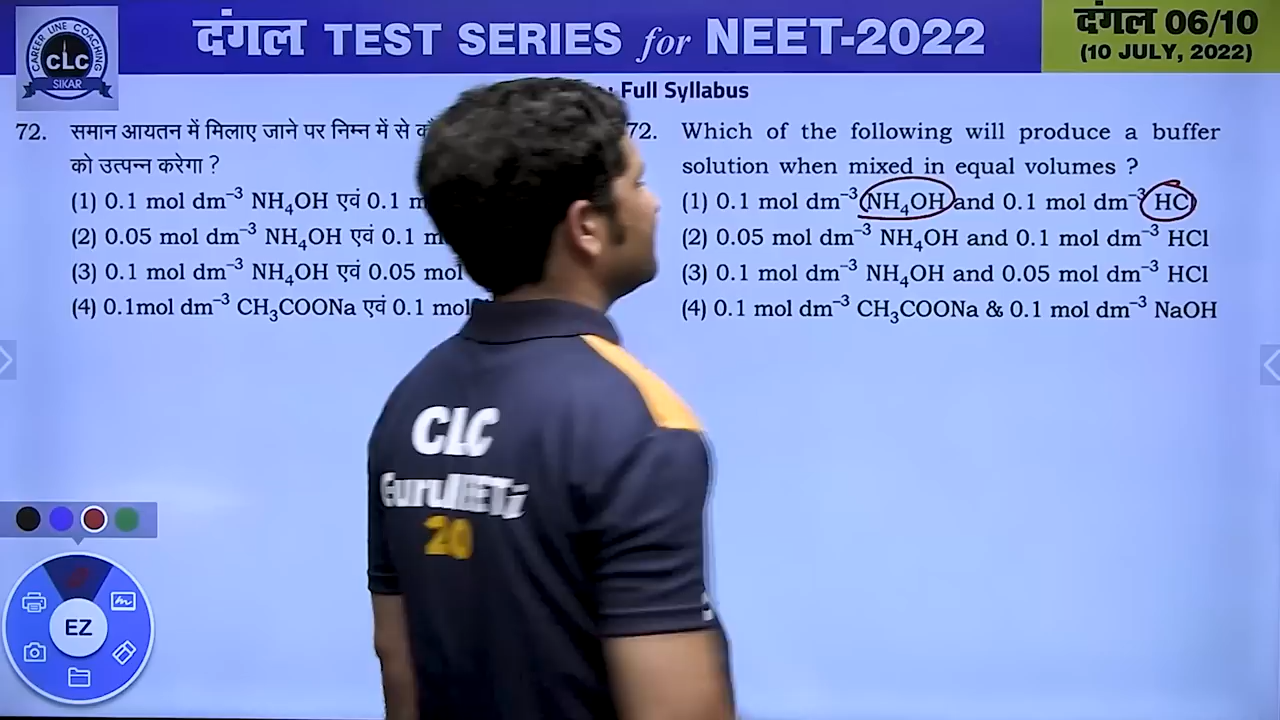 CAREER LINE COACHING
CLC
SIKAR
दंगल TEST SERIES for NEET-2022
दंगल 06/10
(10 JULY, 2022)
: Full Syllabus
72. समान आयतन में मिलाए जाने पर निम्न में से
को उत्पन्न करेगा ?
(1) 0.1 mol dm⁻³ NH₄OH एवं 0.1
(2) 0.05 mol dm⁻³ NH₄OH एवं 0.1
(3) 0.1 mol dm⁻³ NH₄OH एवं 0.05 mol
(4) 0.1mol dm⁻³ CH₃COONa एवं 0.1 mol
72. Which of the following will produce a buffer
solution when mixed in equal volumes ?
(1) 0.1 mol dm⁻³ NH₄OH and 0.1 mol dm⁻³ HCl
(2) 0.05 mol dm⁻³ NH₄OH and 0.1 mol dm⁻³ HCl
(3) 0.1 mol dm⁻³ NH₄OH and 0.05 mol dm⁻³ HCl
(4) 0.1 mol dm⁻³ CH₃COONa & 0.1 mol dm⁻³ NaOH
CLC
20
EZ